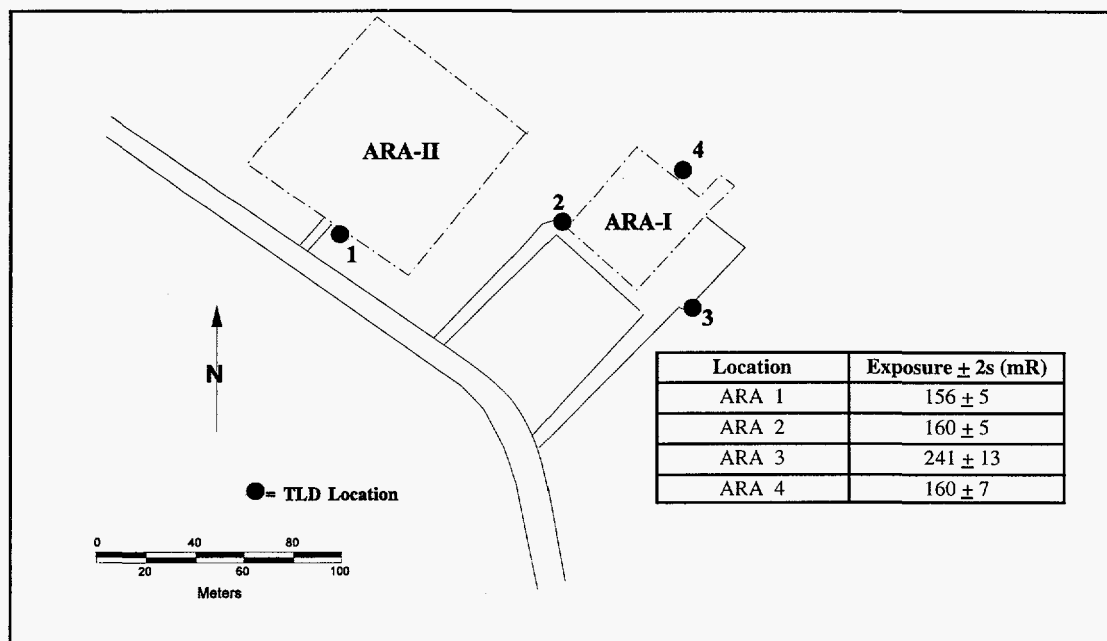 ARA-II
4
2
ARA-I
1
3
N
Location Exposure ± 2s (mR)
ARA 1 156 ± 5
ARA 2 160 ± 5
ARA 3 241 ± 13
ARA 4 160 ± 7
= TLD Location
0 40 80
20 60 100
Meters